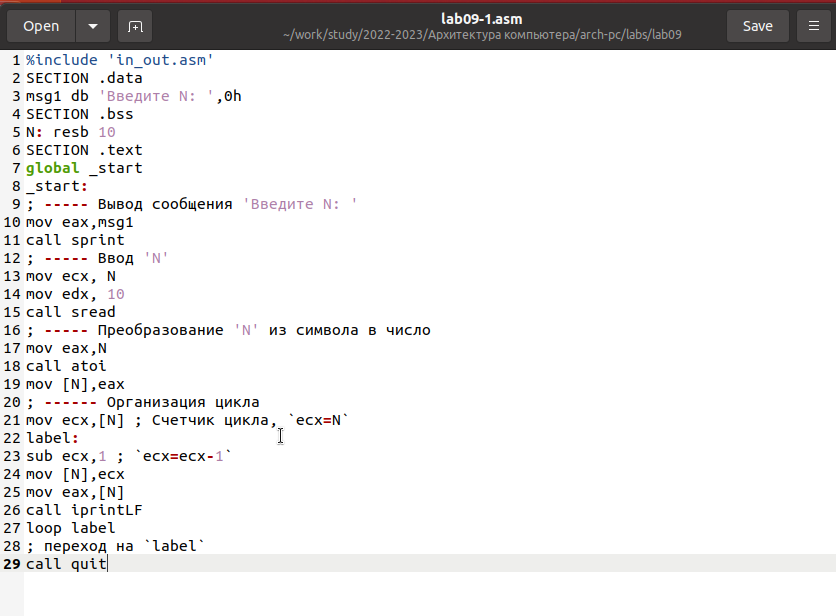 Open
lab09-1.asm
~/work/study/2022-2023/Архитектура компьютера/arch-pc/labs/lab09
Save
1 %include 'in_out.asm'
2 SECTION .data
3 msg1 db 'Введите N: ',0h
4 SECTION .bss
5 N: resb 10
6 SECTION .text
7 global _start
8 _start:
9 ; ----- Вывод сообщения 'Введите N: '
10 mov eax,msg1
11 call sprint
12 ; ----- Ввод 'N'
13 mov ecx, N
14 mov edx, 10
15 call sread
16 ; ----- Преобразование 'N' из символа в число
17 mov eax,N
18 call atoi
19 mov [N],eax
20 ; ------ Организация цикла
21 mov ecx,[N] ; Счетчик цикла, `ecx=N`
22 label:
23 sub ecx,1 ; `ecx=ecx-1`
24 mov [N],ecx
25 mov eax,[N]
26 call iprintLF
27 loop label
28 ; переход на `label`
29 call quit